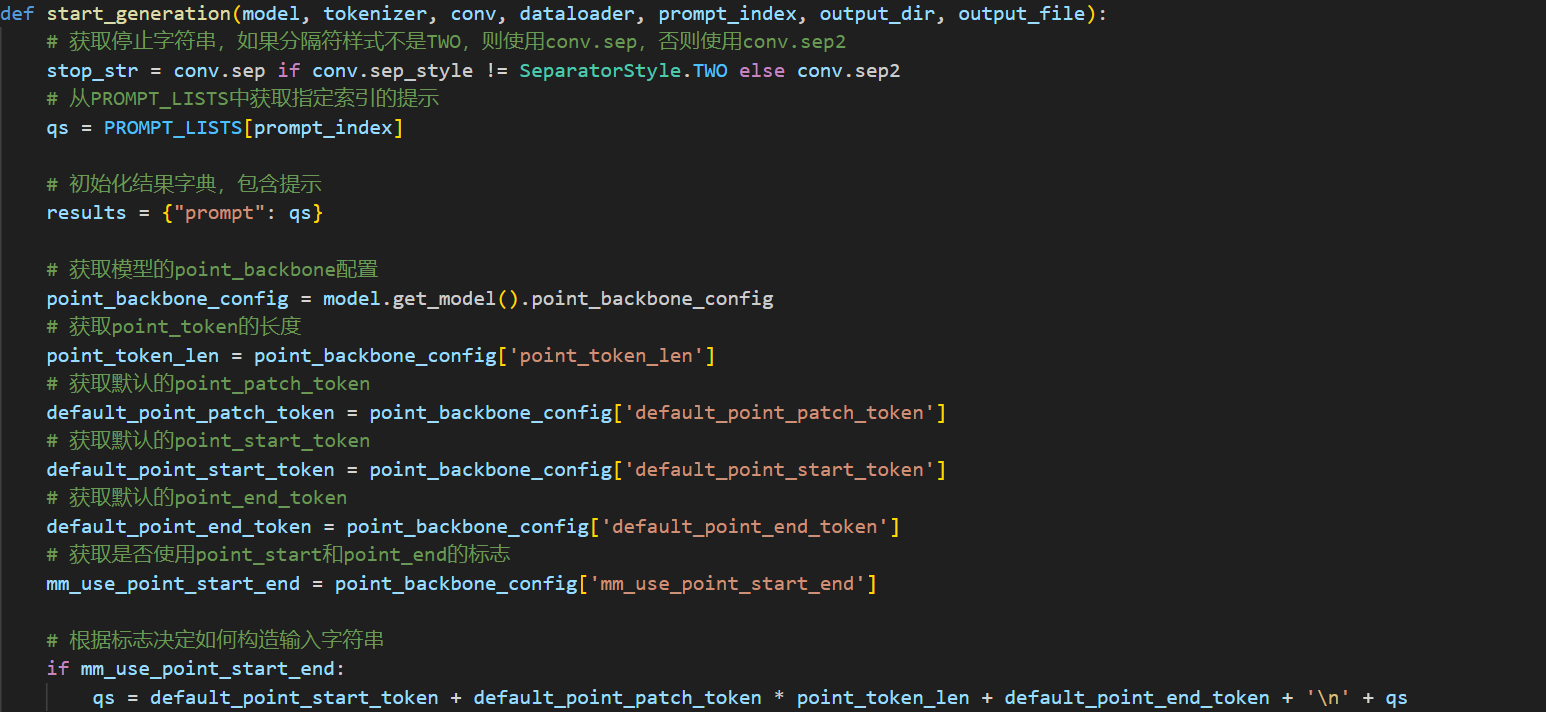 def start_generation(model, tokenizer, conv, dataloader, prompt_index, output_dir, output_file):
    # 获取停止字符串，如果分隔符样式不是TWO，则使用conv.sep，否则使用conv.sep2
    stop_str = conv.sep if conv.sep_style != SeparatorStyle.TWO else conv.sep2
    # 从PROMPT_LISTS中获取指定索引的提示
    qs = PROMPT_LISTS[prompt_index]

    # 初始化结果字典，包含提示
    results = {"prompt": qs}

    # 获取模型的point_backbone配置
    point_backbone_config = model.get_model().point_backbone_config
    # 获取point_token的长度
    point_token_len = point_backbone_config['point_token_len']
    # 获取默认的point_patch_token
    default_point_patch_token = point_backbone_config['default_point_patch_token']
    # 获取默认的point_start_token
    default_point_start_token = point_backbone_config['default_point_start_token']
    # 获取默认的point_end_token
    default_point_end_token = point_backbone_config['default_point_end_token']
    # 获取是否使用point_start和point_end的标志
    mm_use_point_start_end = point_backbone_config['mm_use_point_start_end']

    # 根据标志决定如何构造输入字符串
    if mm_use_point_start_end:
        qs = default_point_start_token + default_point_patch_token * point_token_len + default_point_end_token + '\n' + qs